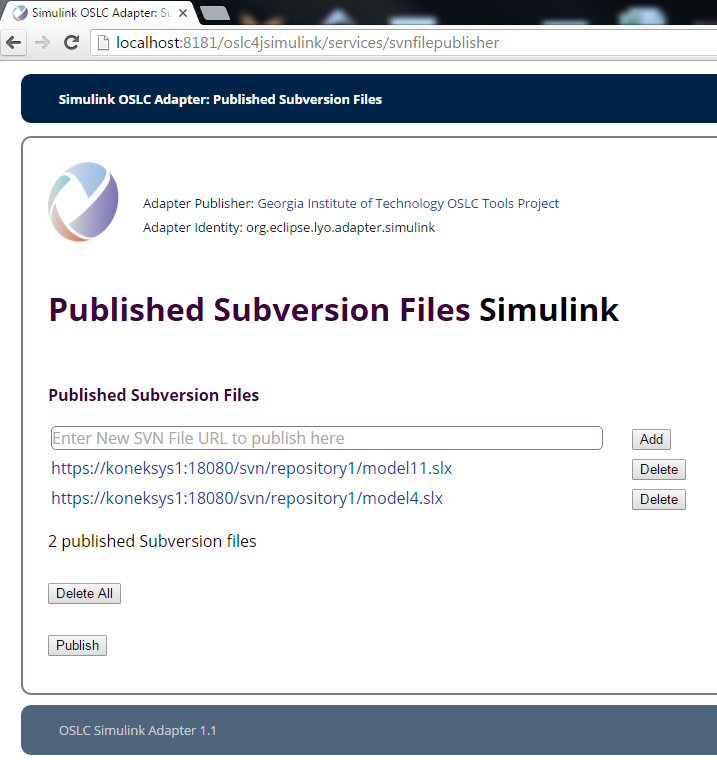 Simulink OSLC Adapter: Su
localhost:8181/oslc4jsimulink/services/svnfilepublisher
Simulink OSLC Adapter: Published Subversion Files
Adapter Publisher: Georgia Institute of Technology OSLC Tools Project
Adapter Identity: org.eclipse.lyo.adapter.simulink
Published Subversion Files Simulink
Published Subversion Files
Enter New SVN File URL to publish here Add
https://koneksys1:18080/svn/repository1/model11.slx Delete
https://koneksys1:18080/svn/repository1/model4.slx Delete
2 published Subversion files
Delete All
Publish
OSLC Simulink Adapter 1.1